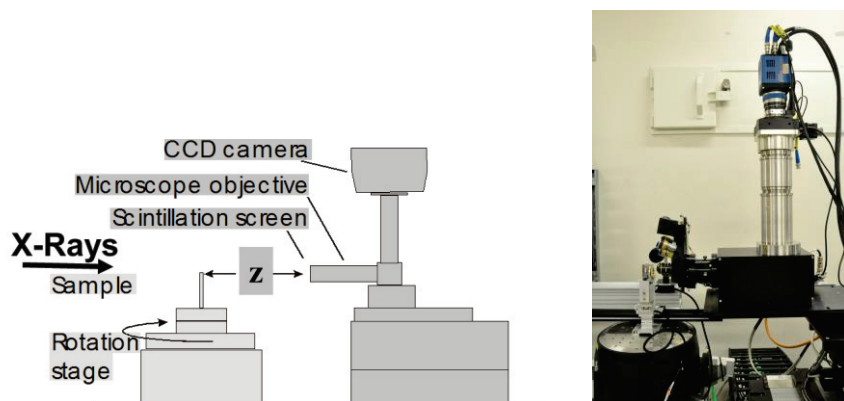 CCD camera
Microscope objective
Scintillation screen
X-Rays
Sample
z
Rotation
stage